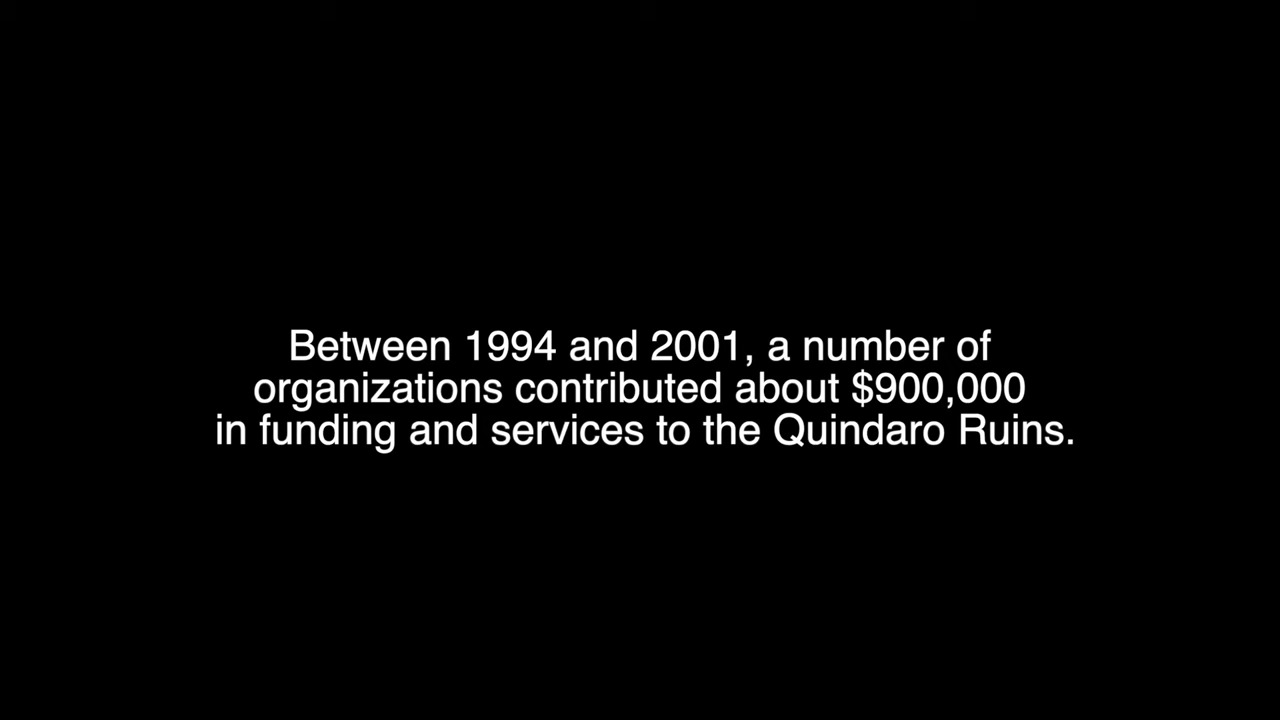 Between 1994 and 2001, a number of
organizations contributed about $900,000
in funding and services to the Quindaro Ruins.